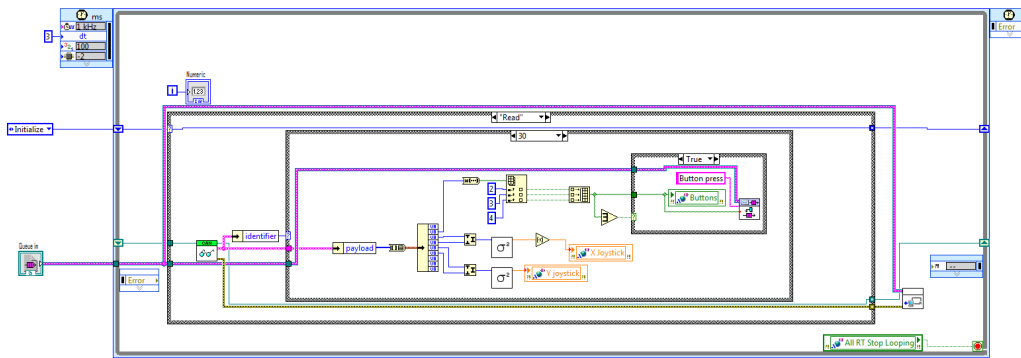 ms
1 kHz
dt
3
100
-2
Error
Numeric
123
i
"Read"
Initialize
30
True
Button press
2
3
Buttons
4
identifier
payload
X Joystick
Y joystick
Queue in
Error
All RT Stop Looping